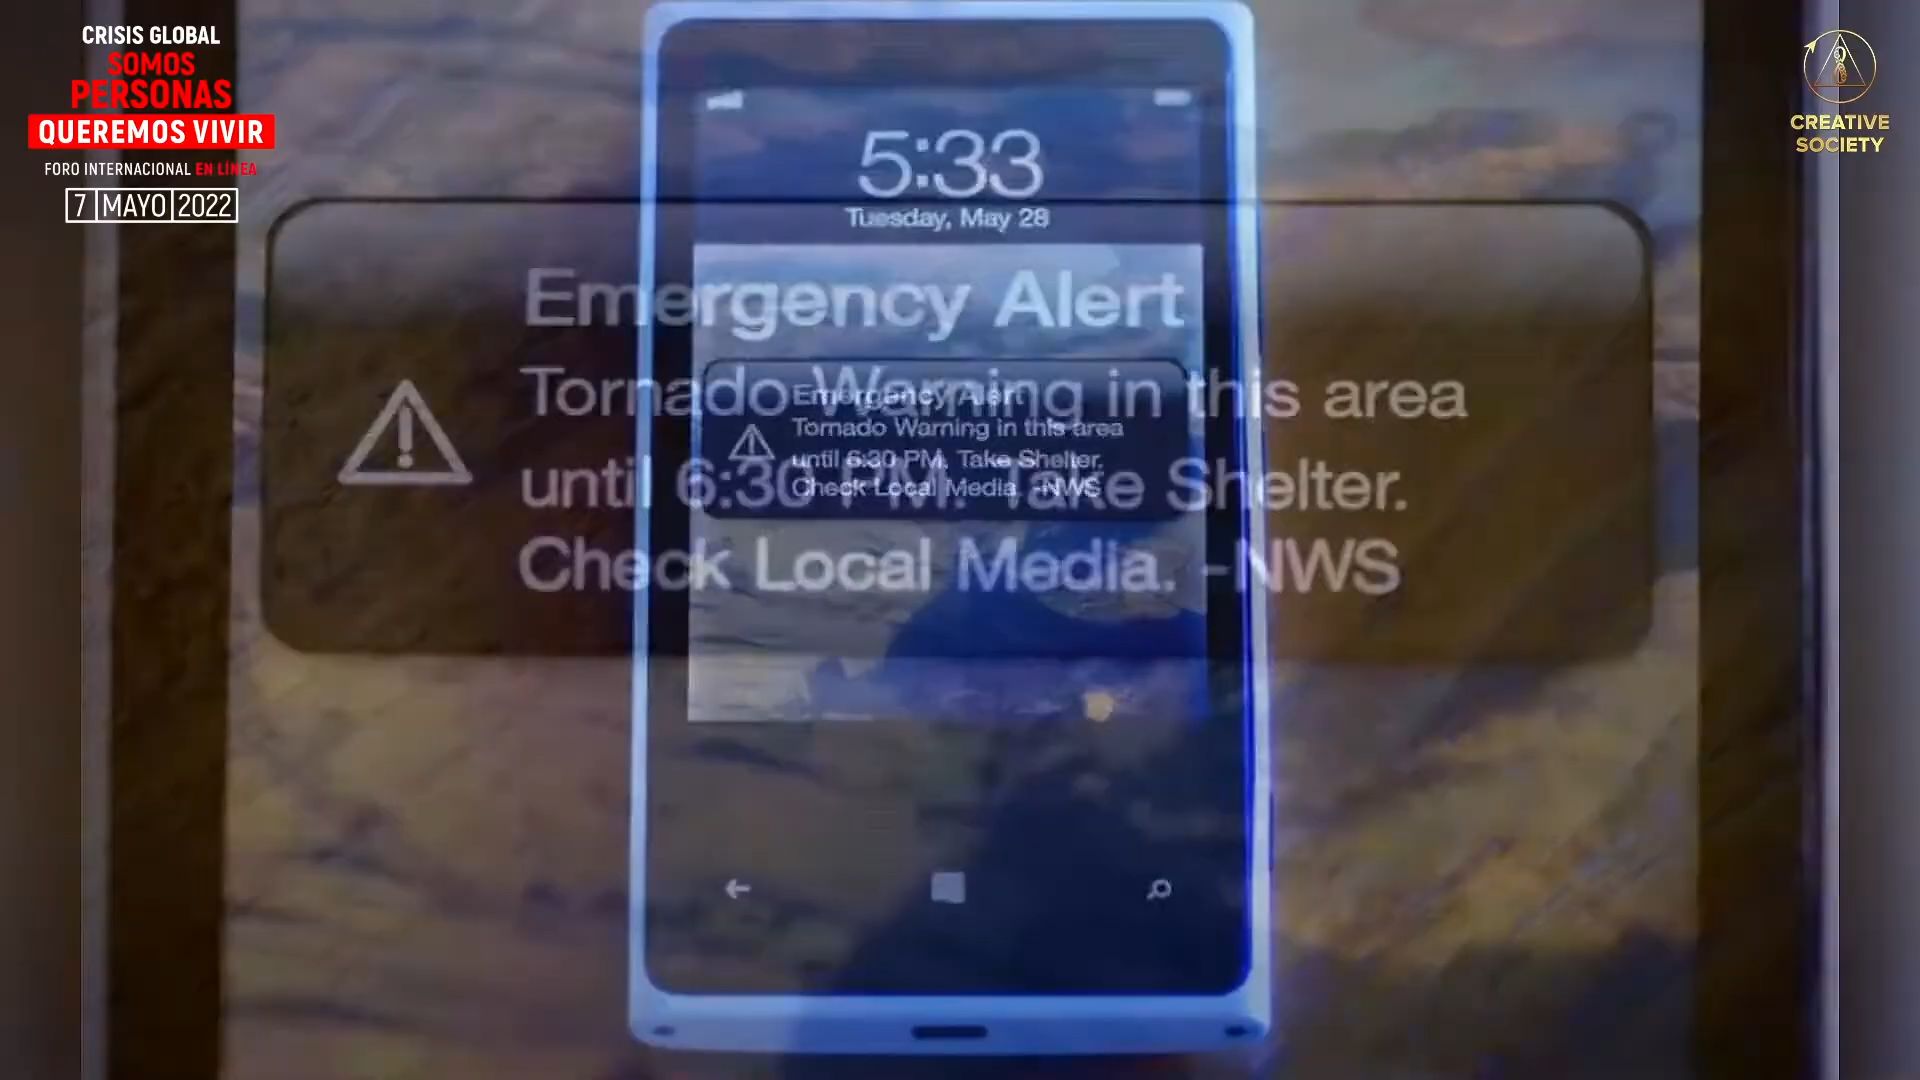 CRISIS GLOBAL
SOMOS
PERSONAS
QUEREMOS VIVIR
FORO INTERNACIONAL EN LÍNEA
7 MAYO 2022
CREATIVE
SOCIETY
5:33
Tuesday, May 28
Emergency Alert
Tornado Warning in this area
until 6:30 PM. Take Shelter.
Check Local Media. -NWS
Emergency Alert
Tornado Warning in this area
until 6:30 PM. Take Shelter.
Check Local Media. -NWS